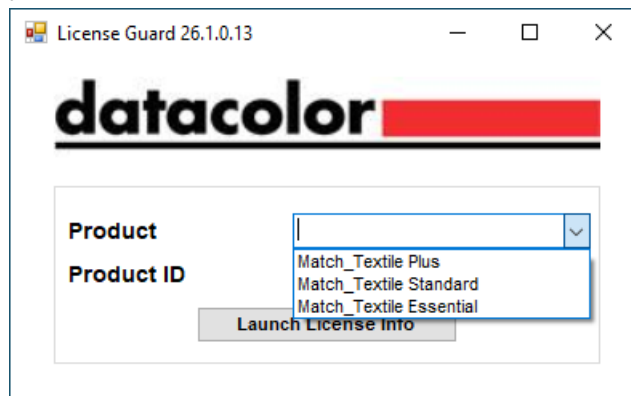 License Guard 26.1.0.13
datacolor
Product
Match_Textile Plus
Product ID
Match_Textile Standard
Match_Textile Essential
Launch License Info